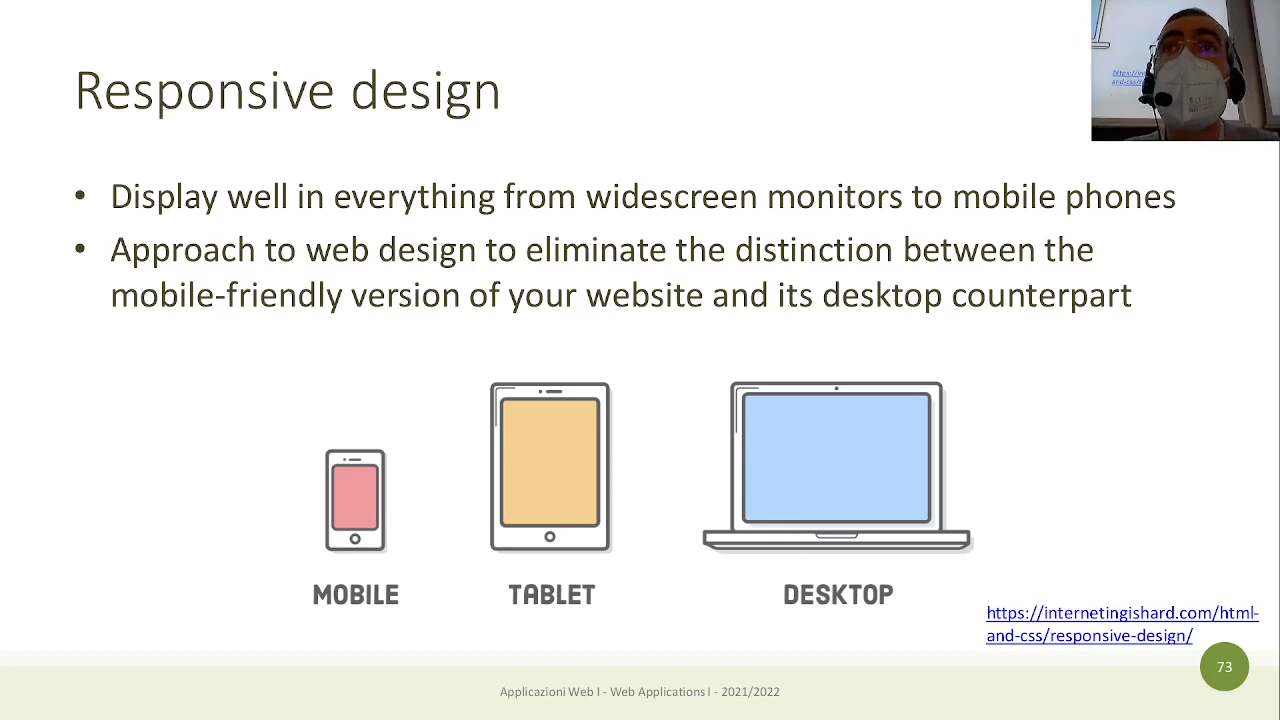 Responsive design
• Display well in everything from widescreen monitors to mobile phones
• Approach to web design to eliminate the distinction between the
mobile-friendly version of your website and its desktop counterpart
MOBILE
TABLET
DESKTOP
https://internetingishard.com/html-
and-css/responsive-design/
73
Applicazioni Web I - Web Applications I - 2021/2022